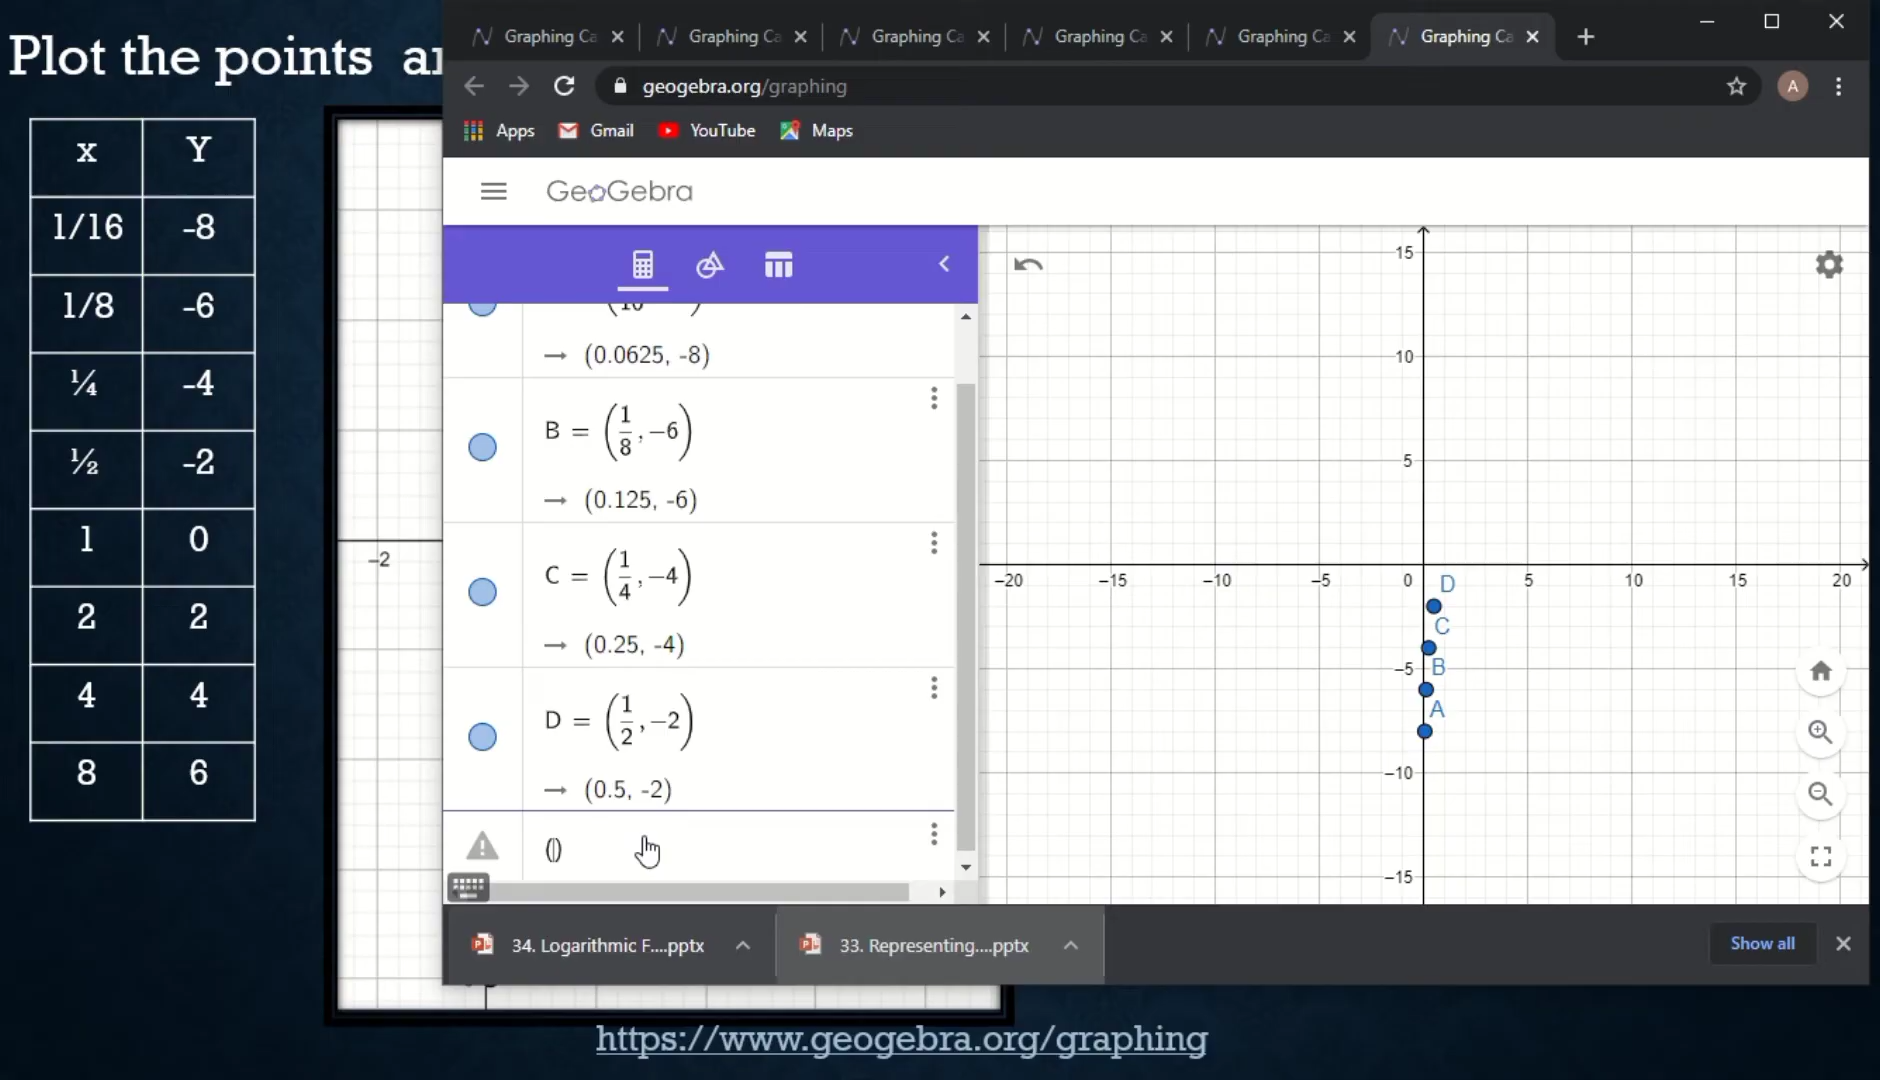 Plot the points
x Y
1/16 -8
1/8 -6
¼ -4
½ -2
1 0
2 2
4 4
8 6
-2
Graphing Ca Graphing Ca Graphing Ca Graphing Ca Graphing Ca Graphing Ca
geogebra.org/graphing
A
Apps Gmail YouTube Maps
GeoGebra
→ (0.0625, -8)
B = (1/8, -6)
→ (0.125, -6)
C = (1/4, -4)
→ (0.25, -4)
D = (1/2, -2)
→ (0.5, -2)
()
15
10
5
-20 -15 -10 -5 0 5 10 15 20
D
C
-5 B
A
-10
-15
34. Logarithmic F....pptx 33. Representing....pptx Show all
https://www.geogebra.org/graphing